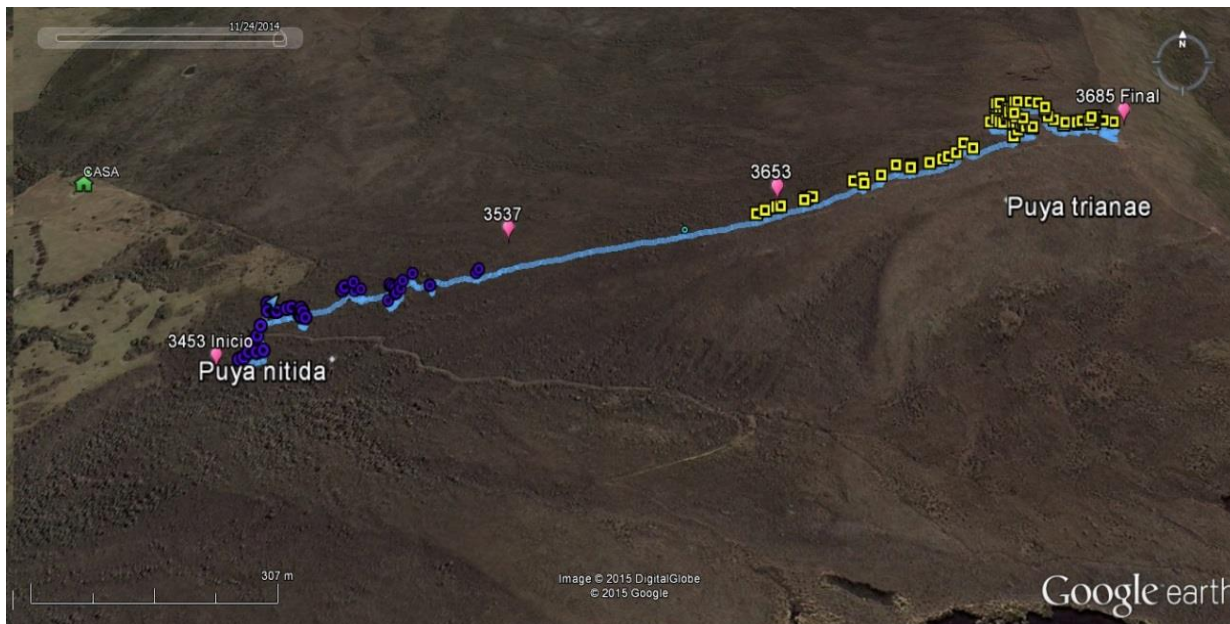 11/24/2014
N
3685 Final
CASA
3653
Puya trianae
3537
3453 Inicio
Puya nitida
307 m
Image © 2015 DigitalGlobe
© 2015 Google
Google earth